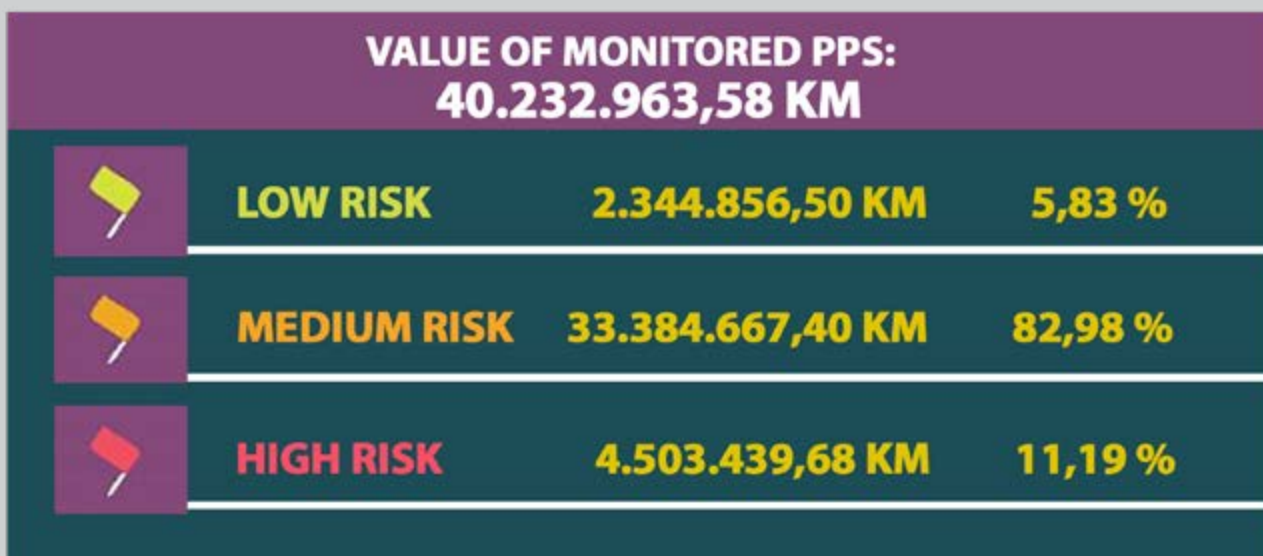 VALUE OF MONITORED PPS:
40.232.963,58 KM
LOW RISK 2.344.856,50 KM 5,83 %
MEDIUM RISK 33.384.667,40 KM 82,98 %
HIGH RISK 4.503.439,68 KM 11,19 %